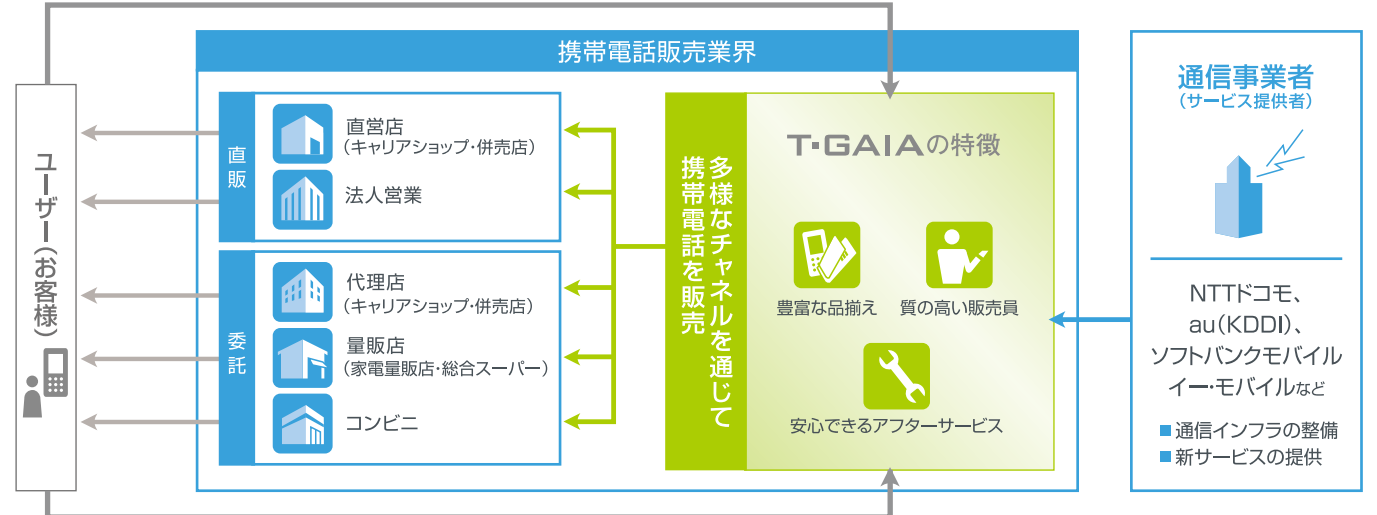 携帯電話販売業界
ユーザー(お客様)
直販
直営店
(キャリアショップ・併売店)
法人営業
委託
代理店
(キャリアショップ・併売店)
量販店
(家電量販店・総合スーパー)
コンビニ
多様なチャネルを通じて
携帯電話を販売
T・GAIAの特徴
豊富な品揃え
質の高い販売員
安心できるアフターサービス
通信事業者
(サービス提供者)
NTTドコモ、
au(KDDI)、
ソフトバンクモバイル
イー・モバイルなど
■通信インフラの整備
■新サービスの提供